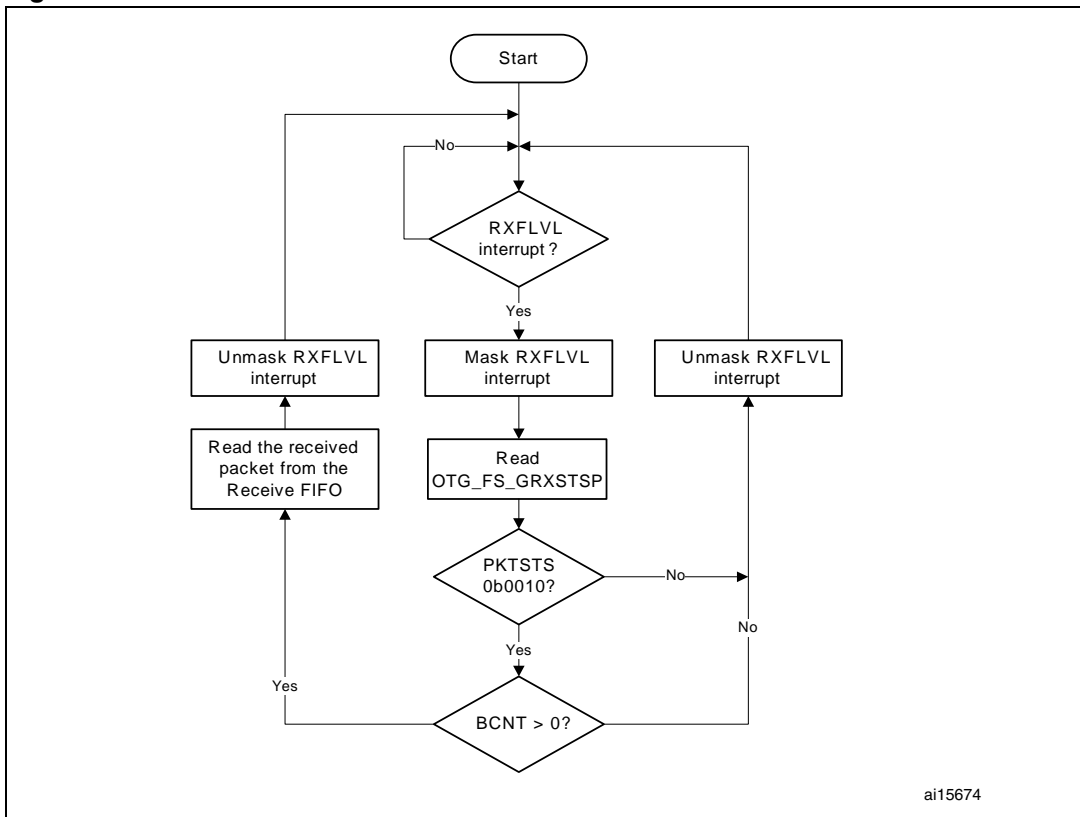 Start
No
RXFLVL
interrupt ?
Yes
Unmask RXFLVL
interrupt
Mask RXFLVL
interrupt
Unmask RXFLVL
interrupt
Read the received
packet from the
Receive FIFO
Read
OTG_FS_GRXSTSP
PKTSTS
0b0010?
No
No
Yes
Yes
BCNT > 0?
ai15674